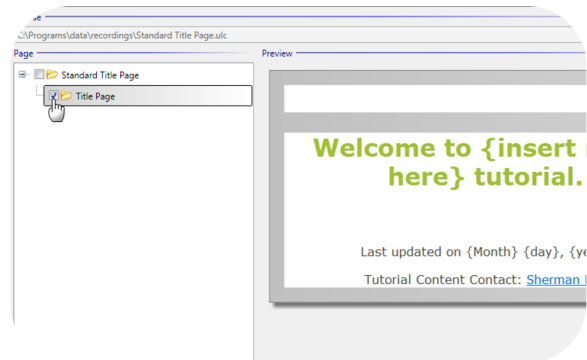 C:\Programs\data\recordings\Standard Title Page.ulc
Page
Preview
Standard Title Page
Title Page
Welcome to {insert
here} tutorial.
Last updated on {Month} {day},
Tutorial Content Contact: Sherman